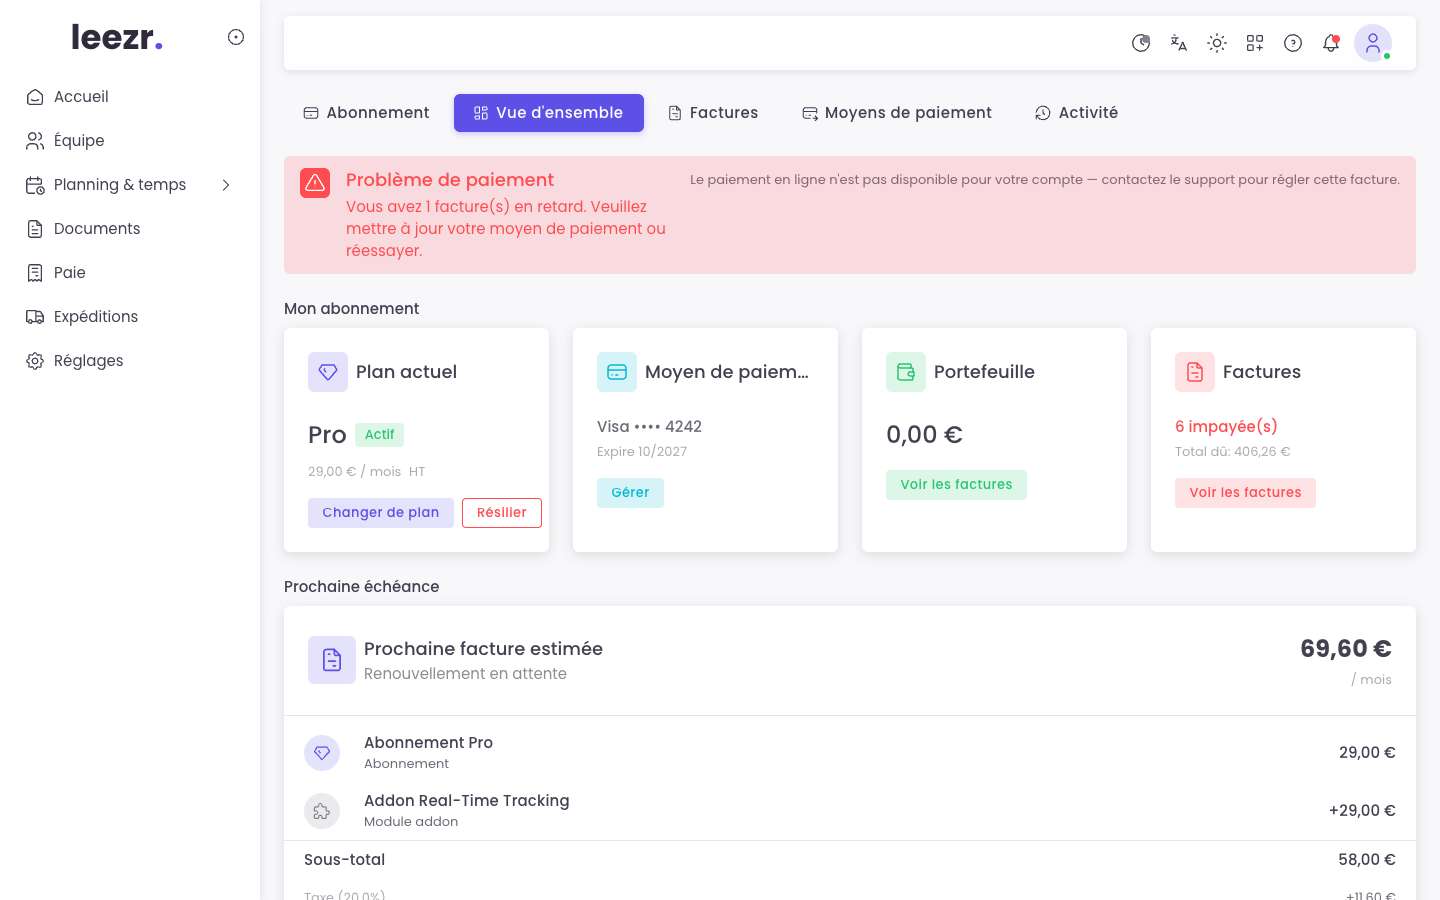 leezr.
Accueil
Équipe
Planning & temps
Documents
Paie
Expéditions
Réglages
Abonnement
Vue d'ensemble
Factures
Moyens de paiement
Activité
Problème de paiement
Vous avez 1 facture(s) en retard. Veuillez
mettre à jour votre moyen de paiement ou
réessayer.
Le paiement en ligne n'est pas disponible pour votre compte — contactez le support pour régler cette facture.
Mon abonnement
Plan actuel
Pro Actif
29,00 € / mois HT
Changer de plan
Résilier
Moyen de paiem…
Visa •••• 4242
Expire 10/2027
Gérer
Portefeuille
0,00 €
Voir les factures
Factures
6 impayée(s)
Total dû: 406,26 €
Voir les factures
Prochaine échéance
Prochaine facture estimée
Renouvellement en attente
69,60 €
/ mois
Abonnement Pro
Abonnement
29,00 €
Addon Real-Time Tracking
Module addon
+29,00 €
Sous-total
58,00 €
Taxe (20.0%)
+11,60 €